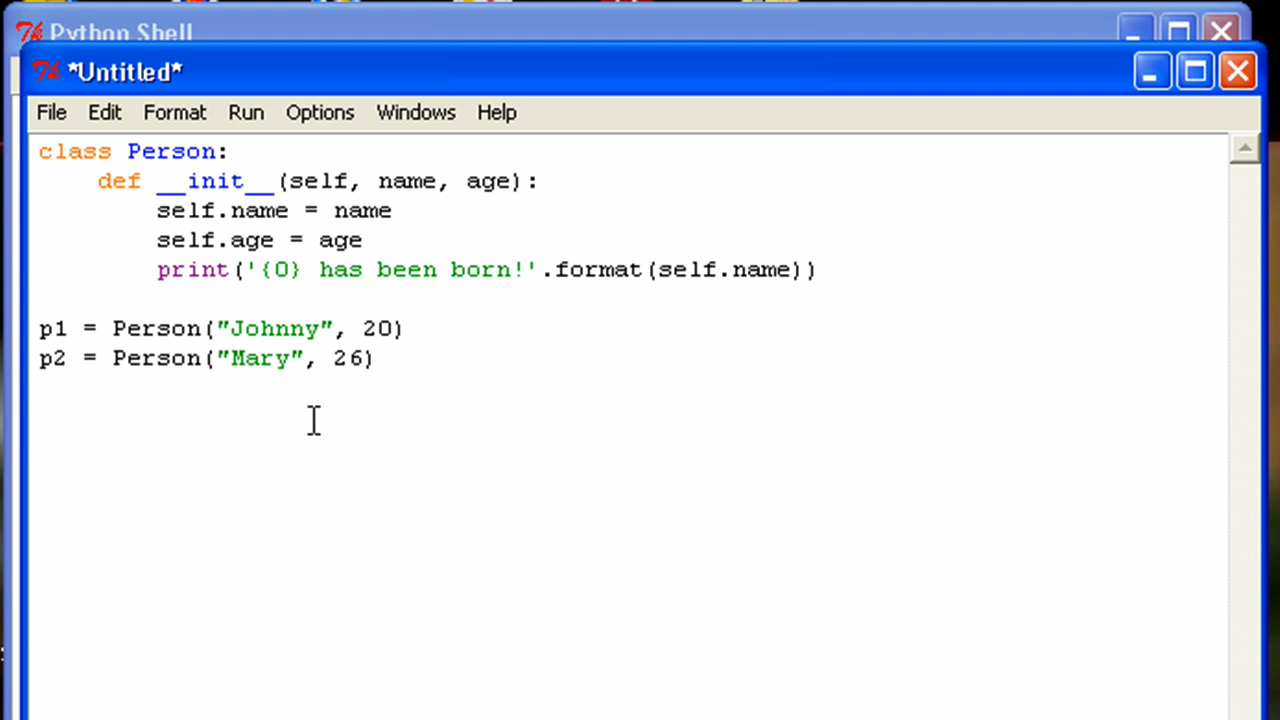 Python Shell
*Untitled*
File Edit Format Run Options Windows Help
class Person:
    def __init__(self, name, age):
        self.name = name
        self.age = age
        print('{0} has been born!'.format(self.name))

p1 = Person("Johnny", 20)
p2 = Person("Mary", 26)